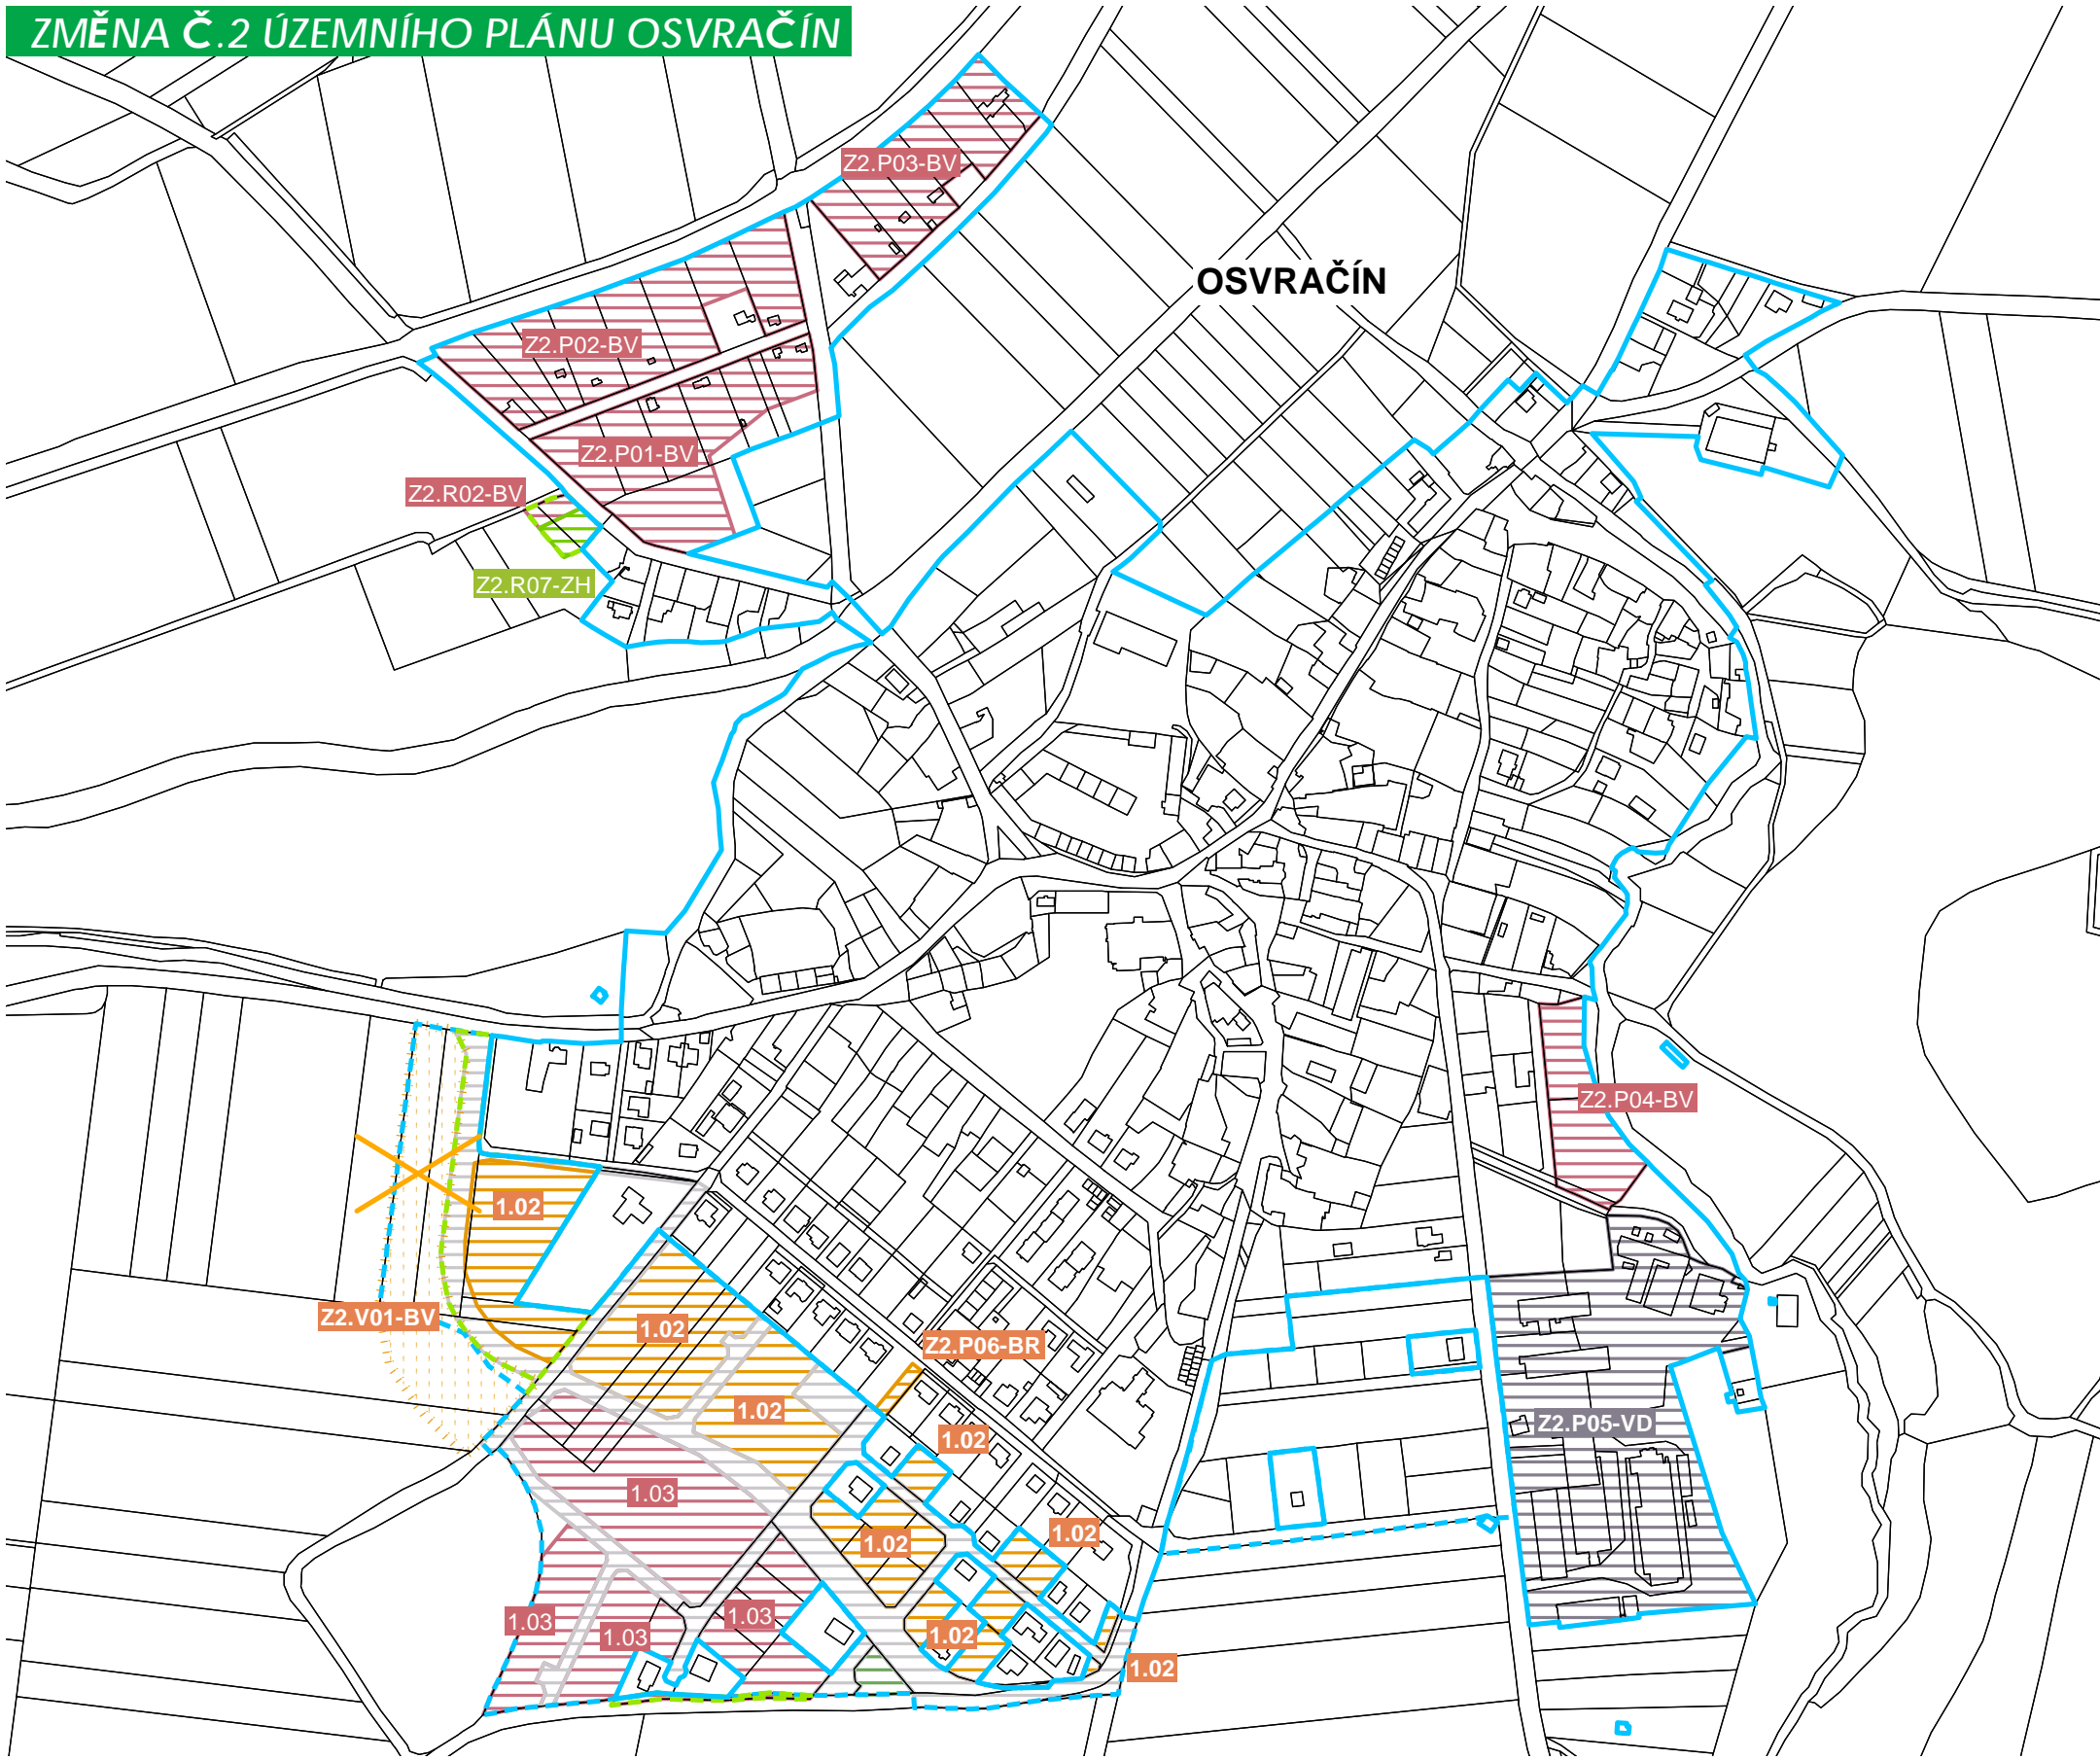 ZMĚNA Č.2 ÚZEMNÍHO PLÁNU OSVRAČÍN
Z2.P03-BV
OSVRAČÍN
Z2.P02-BV
Z2.P01-BV
Z2.R02-BV
Z2.R07-ZH
Z2.P04-BV
1.02
Z2.V01-BV
1.02
Z2.P06-BR
1.02
Z2.P05-VD
1.02
1.03
1.02
1.02
1.03
1.03
1.03
1.02
1.02